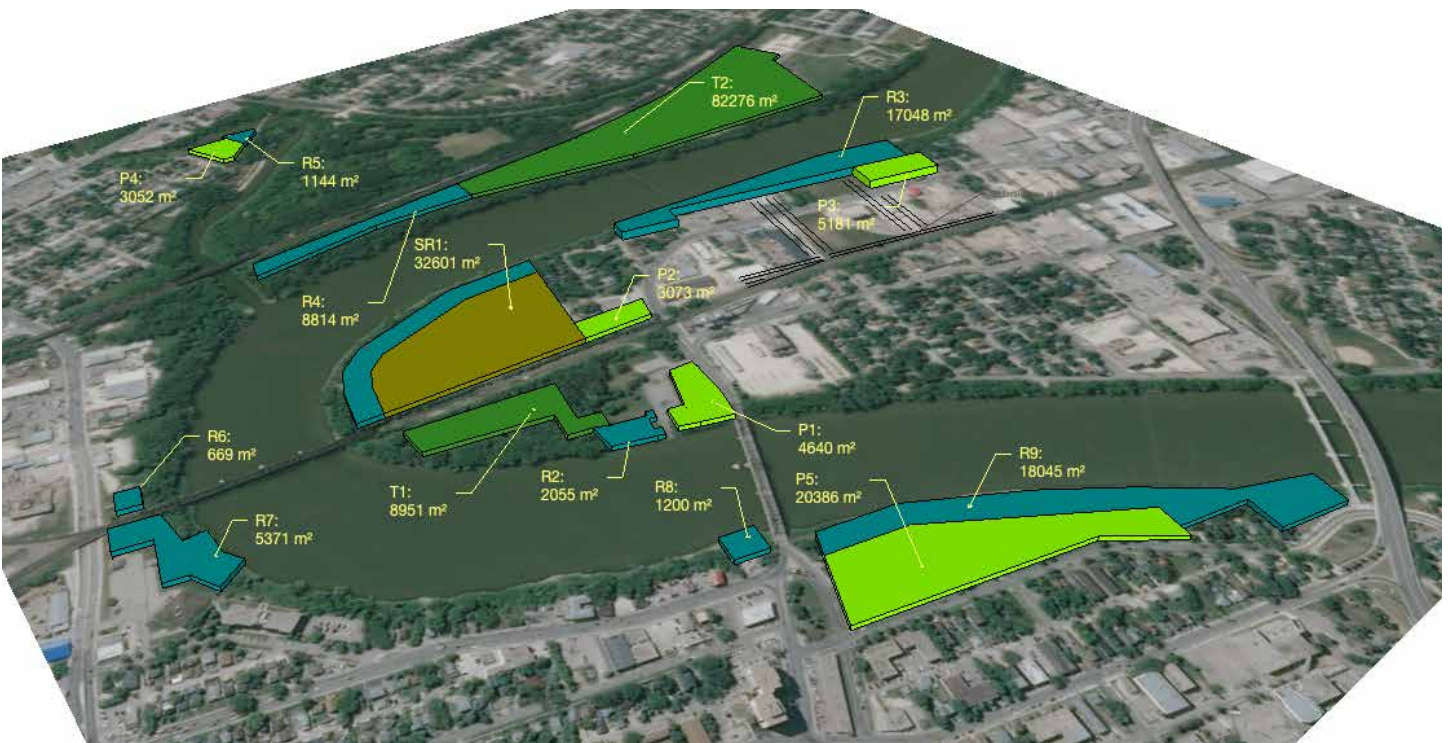 T2:
82276 m²
R3:
17048 m²
R5:
1144 m²
P4:
3052 m²
P3:
5181 m²
SR1:
32601 m²
P2:
3073 m²
R4:
8814 m²
P1:
4640 m²
R6:
669 m²
R9:
18045 m²
P5:
20386 m²
R2:
2055 m²
R8:
1200 m²
T1:
8951 m²
R7:
5371 m²